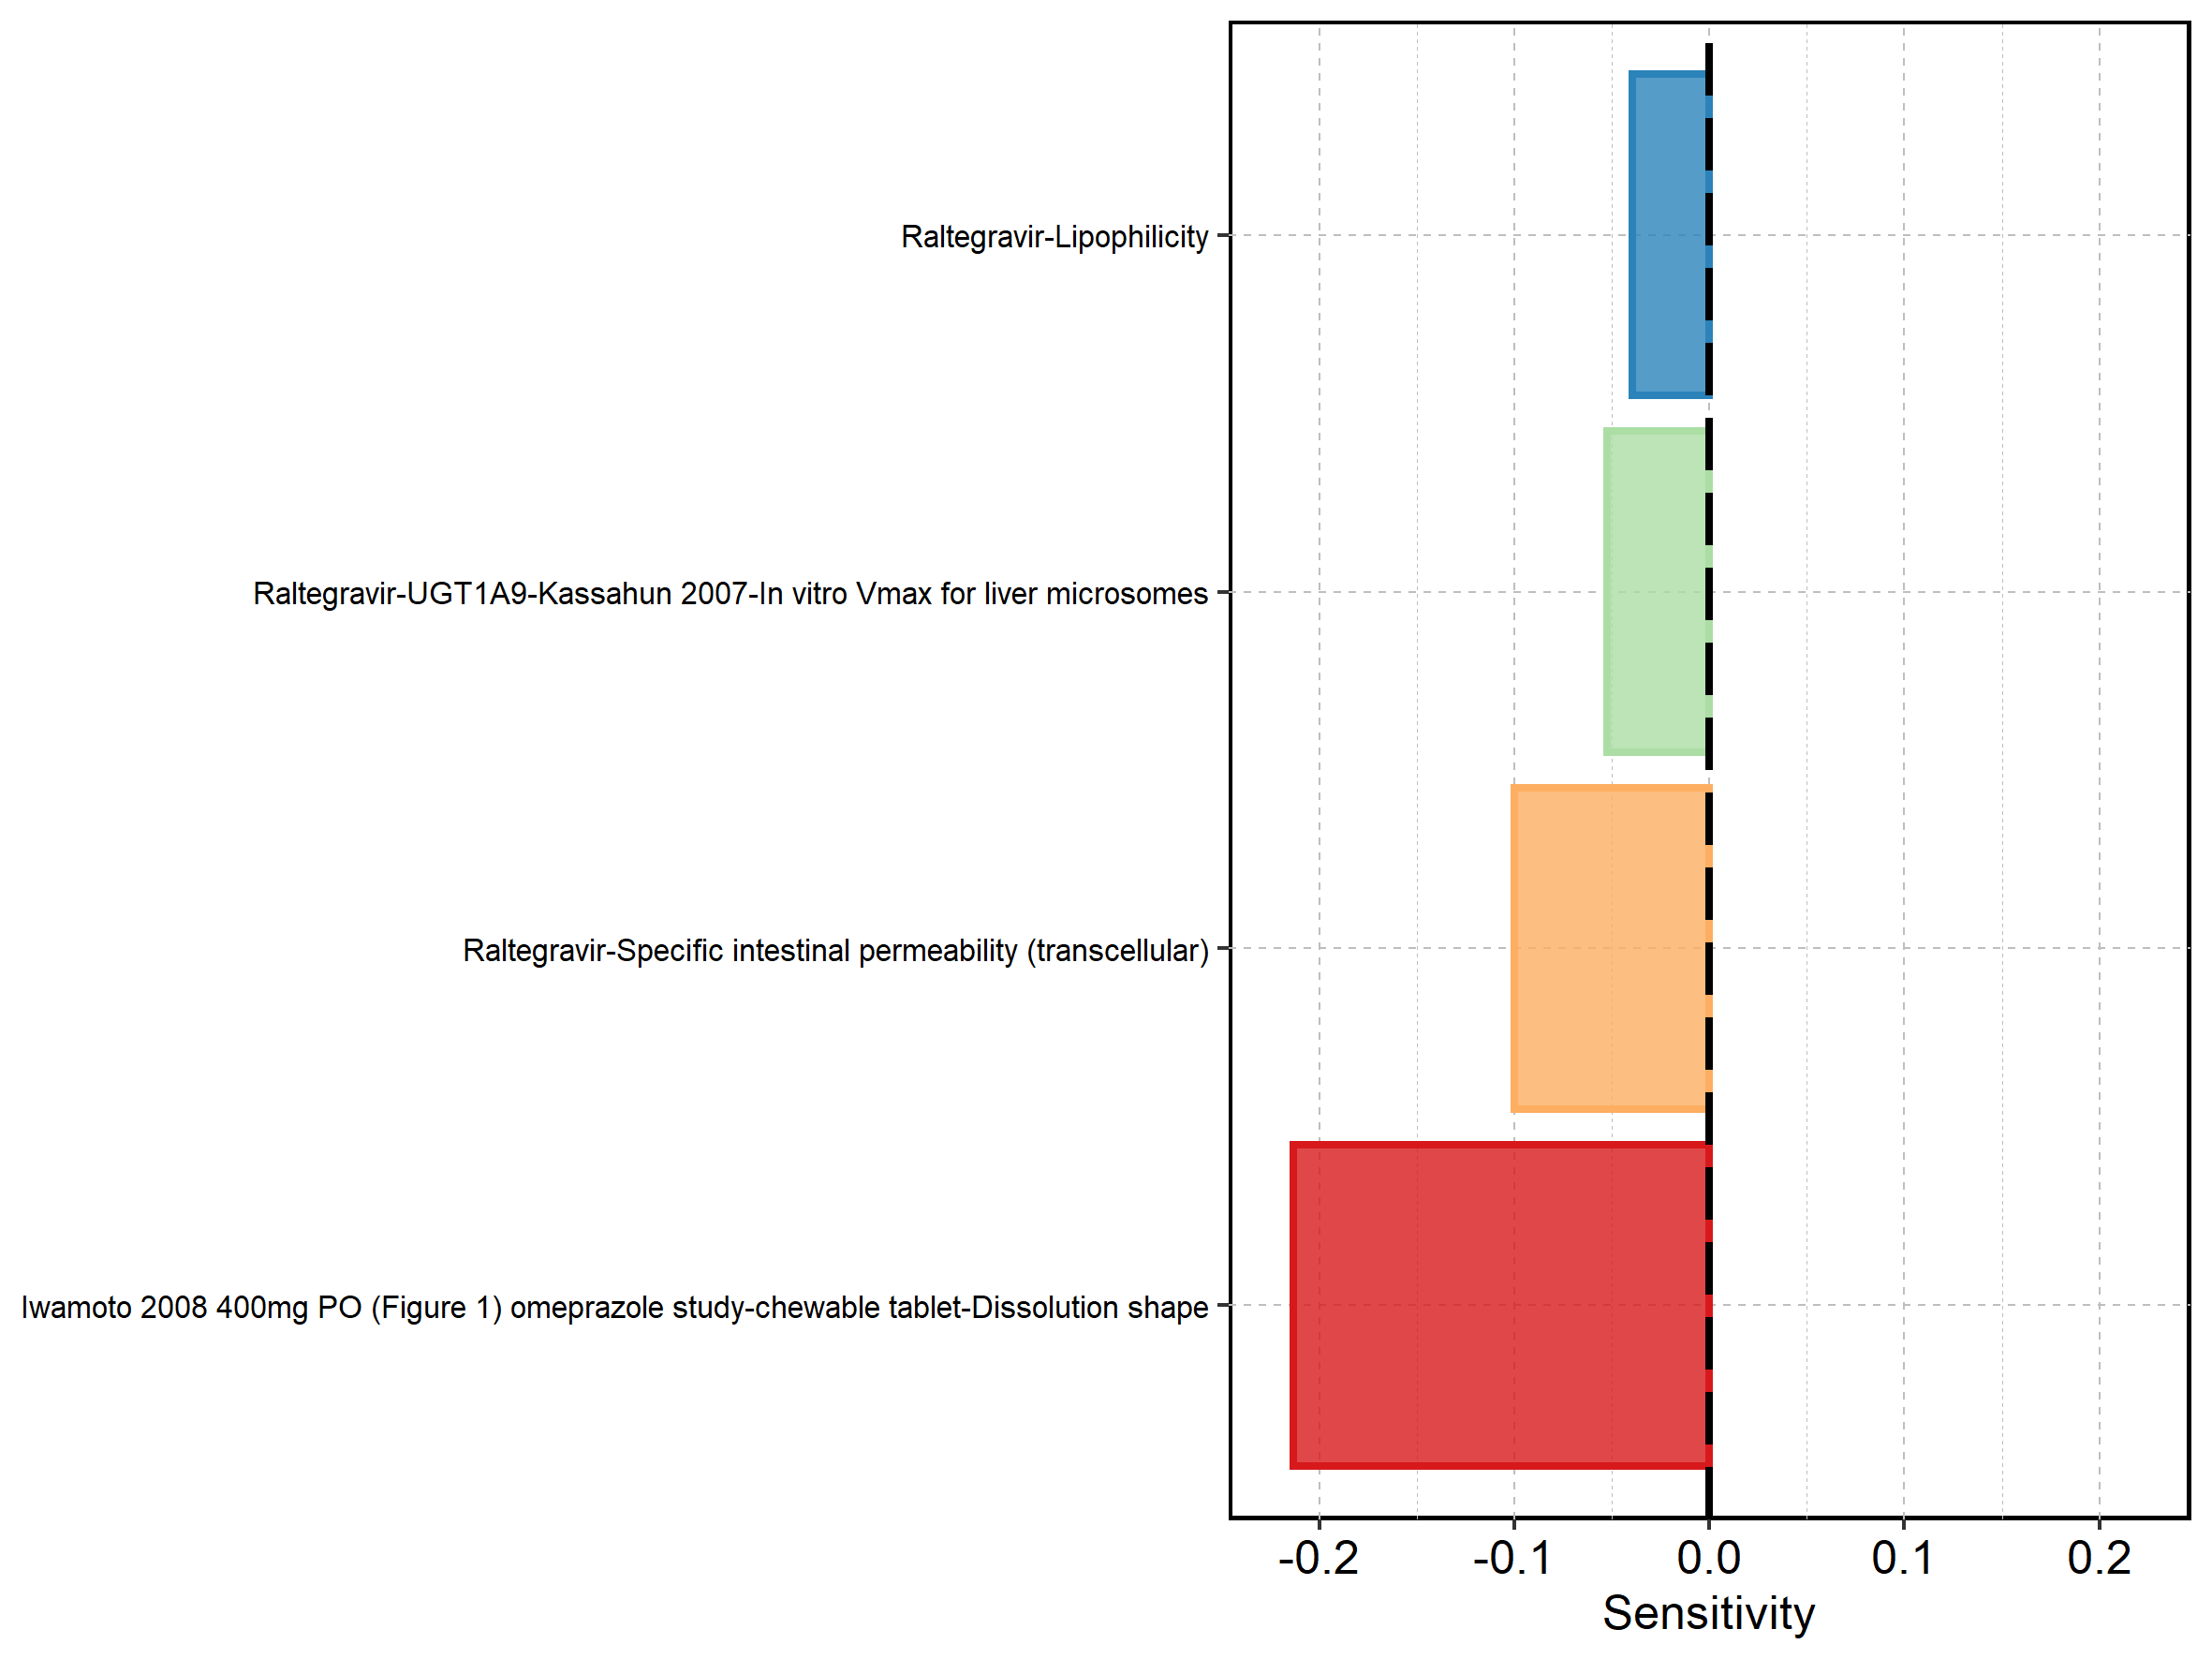 Raltegravir-Lipophilicity
Raltegravir-UGT1A9-Kassahun 2007-In vitro Vmax for liver microsomes
Raltegravir-Specific intestinal permeability (transcellular)
Iwamoto 2008 400mg PO (Figure 1) omeprazole study-chewable tablet-Dissolution shape
-0.2 -0.1 0.0 0.1 0.2
Sensitivity